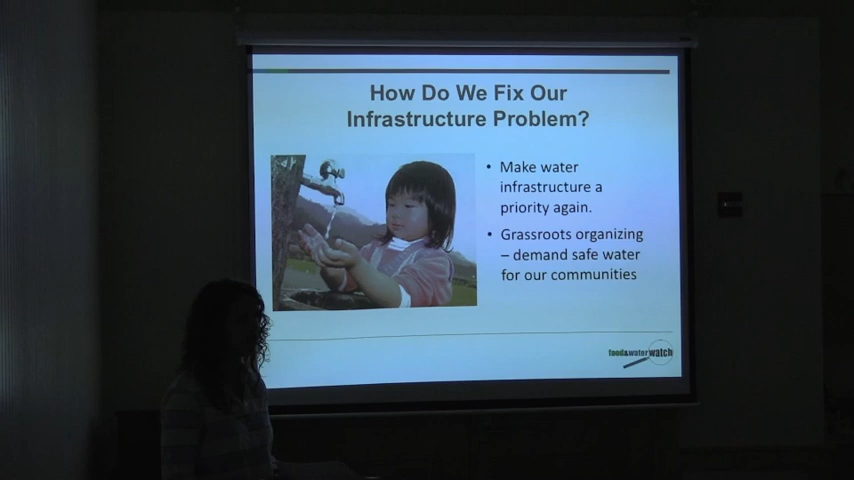 How Do We Fix Our
Infrastructure Problem?
• Make water
infrastructure a
priority again.
• Grassroots organizing
– demand safe water
for our communities
food&waterwatch